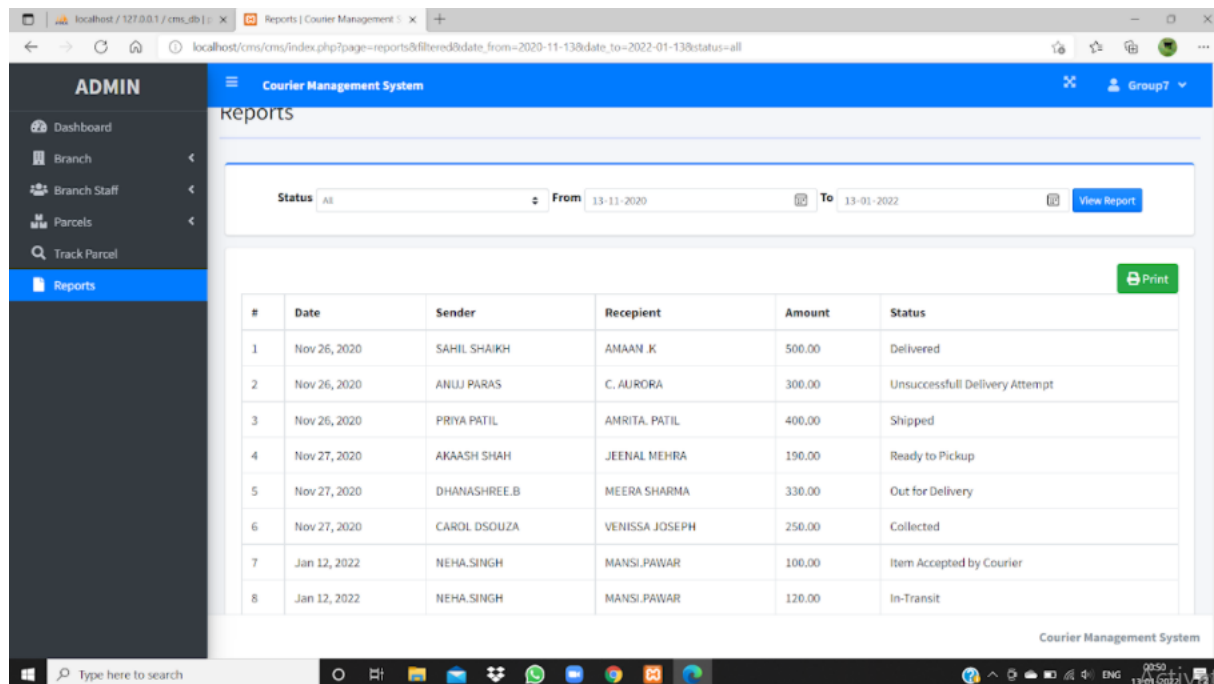 localhost / 127.0.0.1 / cms_db | p
Reports | Courier Management S
localhost/cms/cms/index.php?page=reports&filtered&date_from=2020-11-13&date_to=2022-01-13&status=all
ADMIN
Courier Management System
Group7
Dashboard
Branch
Branch Staff
Parcels
Track Parcel
Reports
Reports
Status All From 13-11-2020 To 13-01-2022 View Report
Print
# Date Sender Recepient Amount Status
1 Nov 26, 2020 SAHIL SHAIKH AMAAN .K 500.00 Delivered
2 Nov 26, 2020 ANUJ PARAS C. AURORA 300.00 Unsuccessfull Delivery Attempt
3 Nov 26, 2020 PRIYA PATIL AMRITA. PATIL 400.00 Shipped
4 Nov 27, 2020 AKAASH SHAH JEENAL MEHRA 190.00 Ready to Pickup
5 Nov 27, 2020 DHANASHREE.B MEERA SHARMA 330.00 Out for Delivery
6 Nov 27, 2020 CAROL DSOUZA VENISSA JOSEPH 250.00 Collected
7 Jan 12, 2022 NEHA.SINGH MANSI.PAWAR 100.00 Item Accepted by Courier
8 Jan 12, 2022 NEHA.SINGH MANSI.PAWAR 120.00 In-Transit
Courier Management System
Type here to search
ENG
00:50